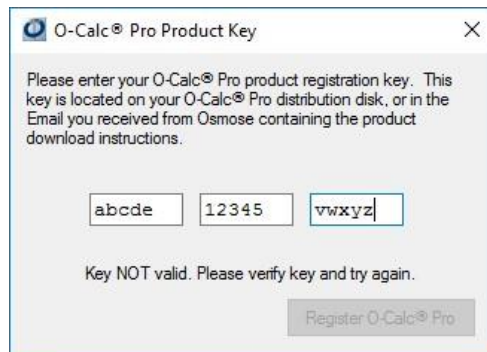 O-Calc® Pro Product Key
Please enter your O-Calc® Pro product registration key. This
key is located on your O-Calc® Pro distribution disk, or in the
Email you received from Osmose containing the product
download instructions.
abcde 12345 vwxyz
Key NOT valid. Please verify key and try again.
Register O-Calc® Pro